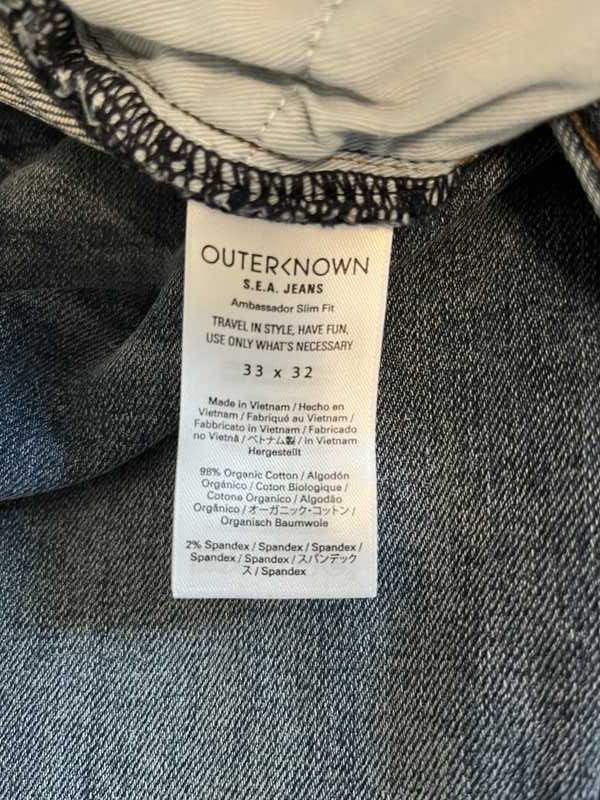 OUTERKNOWN
S.E.A. JEANS
Ambassador Slim Fit
TRAVEL IN STYLE, HAVE FUN,
USE ONLY WHAT'S NECESSARY
33 x 32
Made in Vietnam / Hecho en
Vietnam / Fabriqué au Vietnam /
Fabbricato in Vietnam / Fabricado
no Vietnã / ベトナム製 / In Vietnam
Hergestellt
98% Organic Cotton / Algodón
Orgánico / Coton Biologique /
Cotone Organico / Algodão
Orgânico / オーガニック・コットン /
Organisch Baumwole
2% Spandex / Spandex / Spandex /
Spandex / Spandex / スパンデック
ス / Spandex